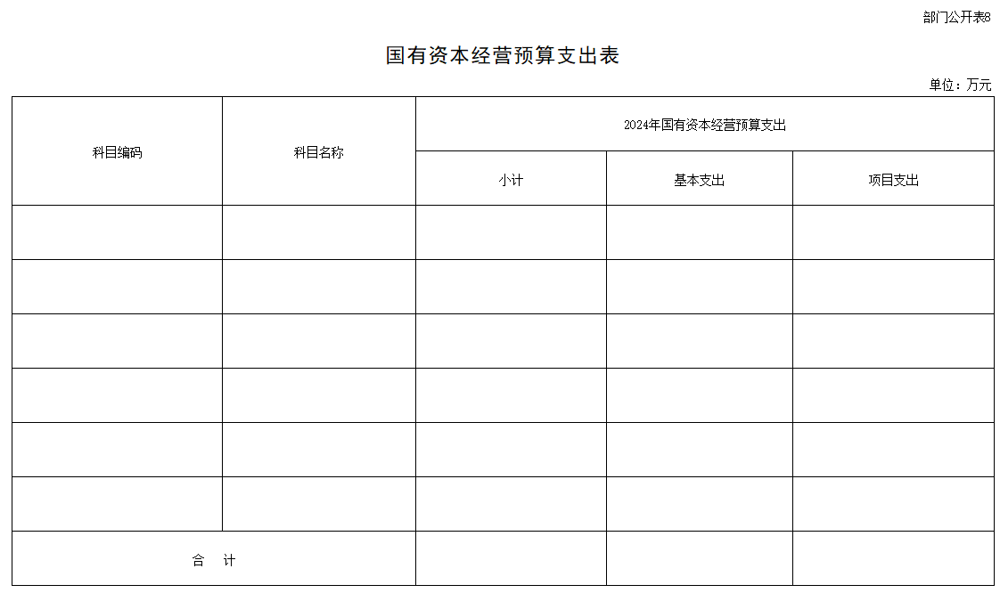 部门公开表8
国有资本经营预算支出表
单位：万元
科目编码 科目名称 2024年国有资本经营预算支出
小计 基本支出 项目支出
合 计